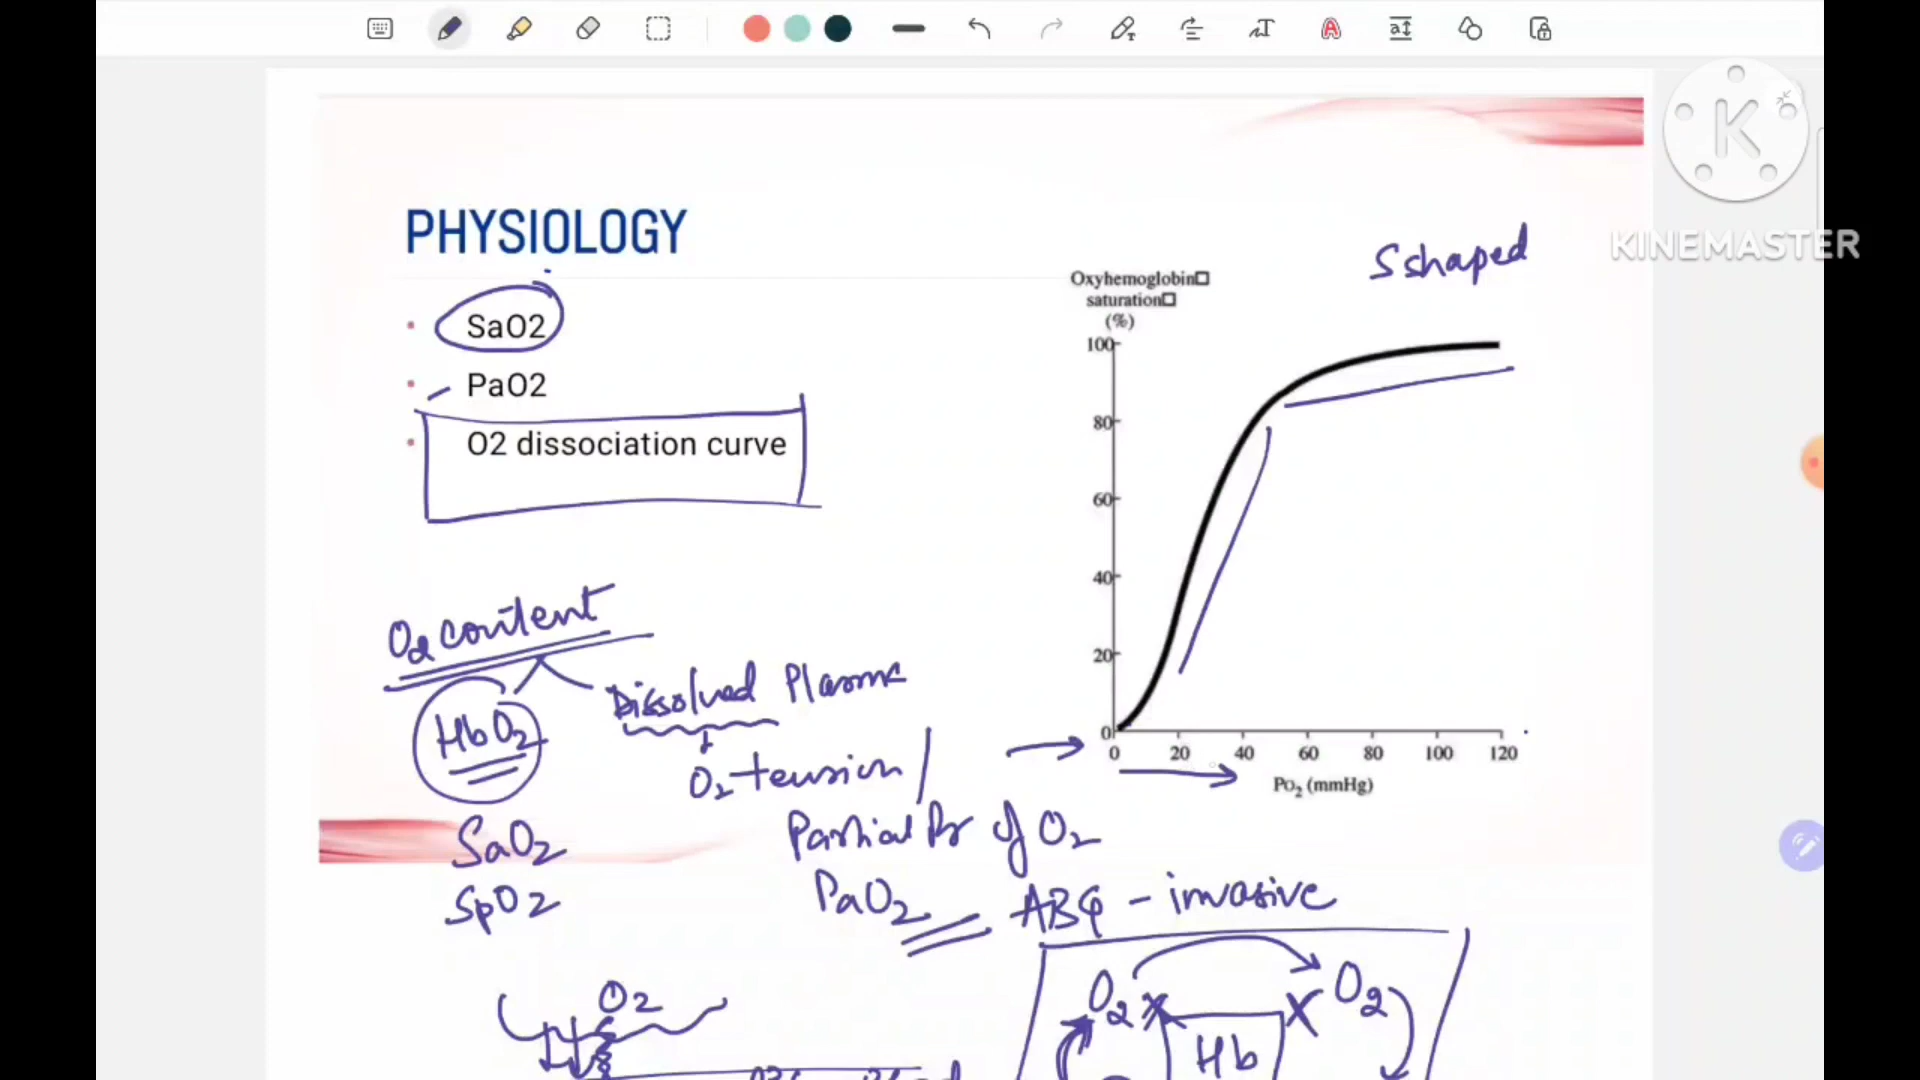 PHYSIOLOGY
S shaped
K
KINEMASTER
Oxyhemoglobin
saturation
(%)
• SaO2
• PaO2
• O2 dissociation curve
100
80
60
40
20
0
0 20 40 60 80 100 120
PO2 (mmHg)
O2 content
HbO2
Dissolved Plasma
O2 tension /
Partial Pr of O2
SaO2
SpO2
PaO2
ABG - invasive
O2
O2
O2
Hb